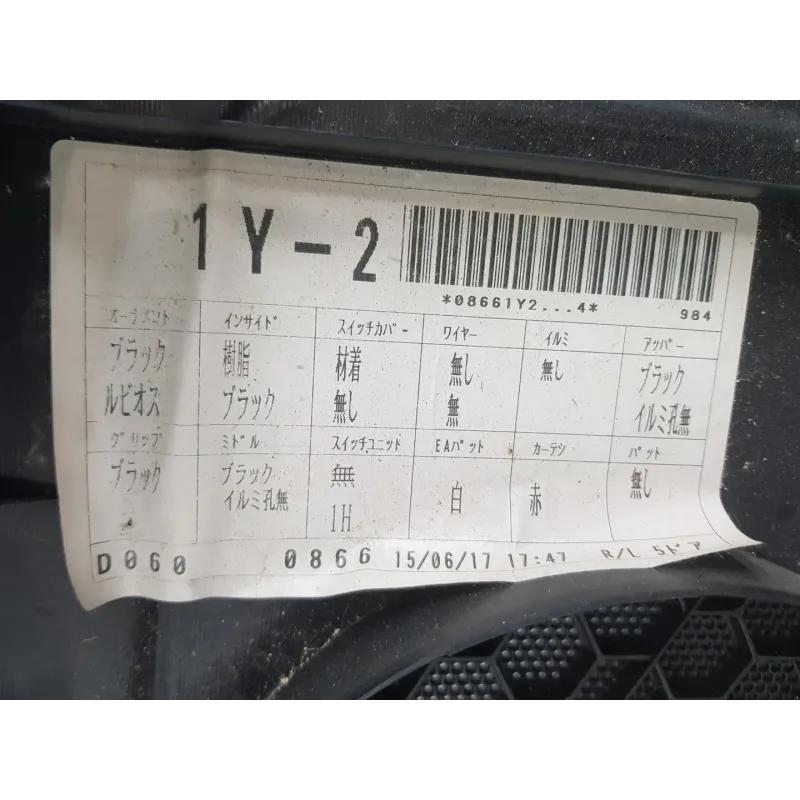 1Y-2
*08661Y2...4* 984
オーナメント インサイド スイッチカバー ワイヤー イルミ アッパー
ブラック 樹脂 材着 無し 無し ブラック
ルビオス ブラック 無し 無 イルミ孔無
グリップ ミドル スイッチユニット EAパット カーテシ パット
ブラック ブラック 無 白 赤 無し
イルミ孔無 1H
D060 0866 15/06/17 17:47 R/L 5ドア